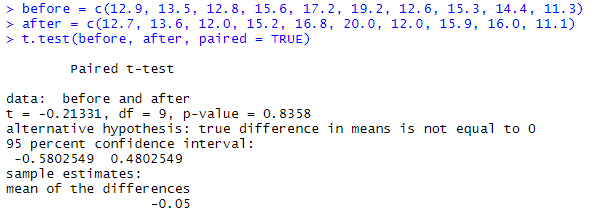 > before = c(12.9, 13.5, 12.8, 15.6, 17.2, 19.2, 12.6, 15.3, 14.4, 11.3)
> after = c(12.7, 13.6, 12.0, 15.2, 16.8, 20.0, 12.0, 15.9, 16.0, 11.1)
> t.test(before, after, paired = TRUE)
Paired t-test
data:  before and after
t = -0.21331, df = 9, p-value = 0.8358
alternative hypothesis: true difference in means is not equal to 0
95 percent confidence interval:
-0.5802549  0.4802549
sample estimates:
mean of the differences
-0.05